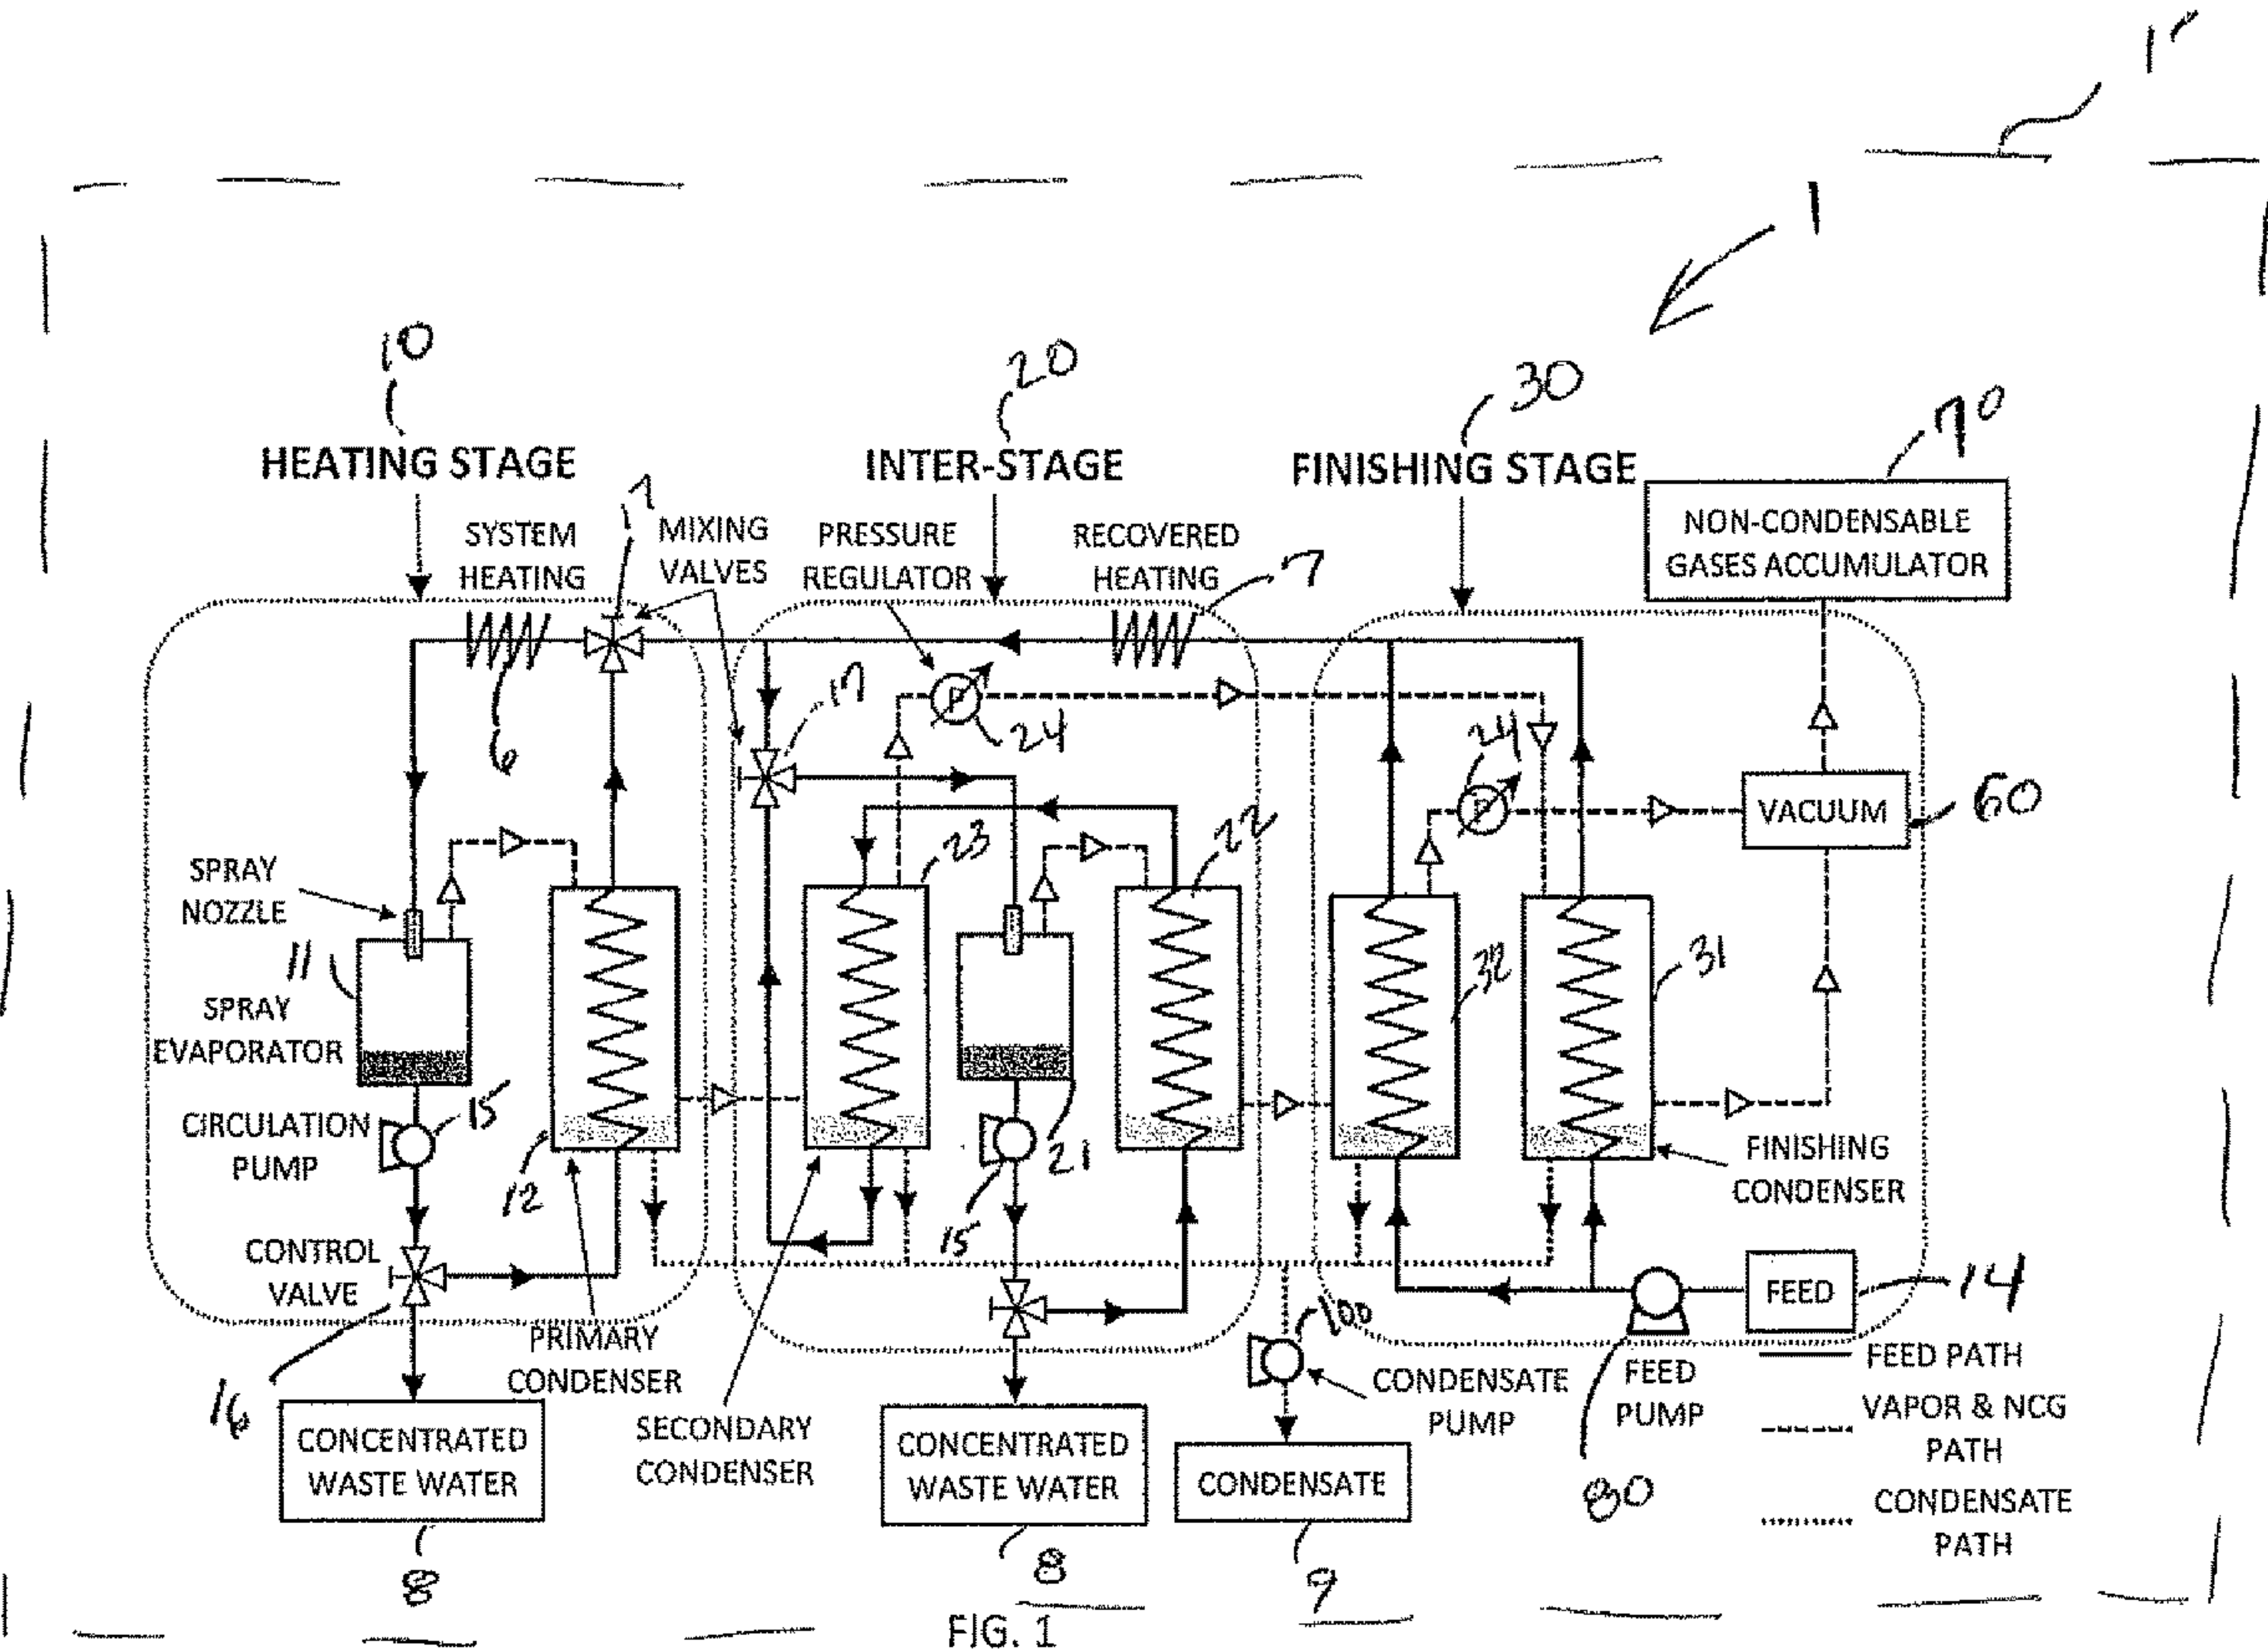 1'
1
10
20
30
70
HEATING STAGE
INTER-STAGE
FINISHING STAGE
NON-CONDENSABLE
GASES ACCUMULATOR
SYSTEM
HEATING
17
MIXING
VALVES
PRESSURE
REGULATOR
RECOVERED
HEATING
7
6
17
P
24
24
P
VACUUM
60
SPRAY
NOZZLE
23
22
11
32
31
SPRAY
EVAPORATOR
CIRCULATION
PUMP
15
12
15
21
FINISHING
CONDENSER
CONTROL
VALVE
16
PRIMARY
CONDENSER
SECONDARY
CONDENSER
100
CONDENSATE
PUMP
FEED
PUMP
80
FEED
14
FEED PATH
VAPOR & NCG
PATH
CONDENSATE
PATH
CONCENTRATED
WASTE WATER
8
CONCENTRATED
WASTE WATER
8
CONDENSATE
9
FIG. 1